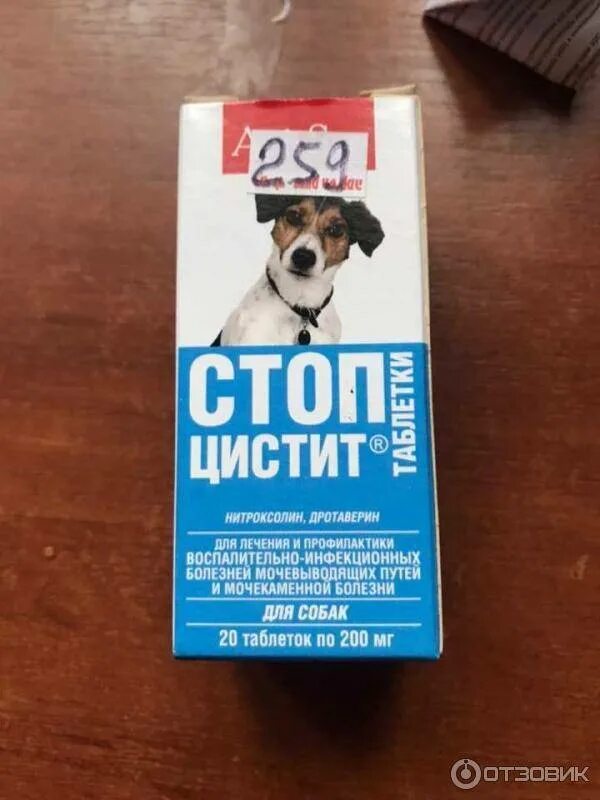 259
СТОП
ЦИСТИТ®
ТАБЛЕТКИ
НИТРОКСОЛИН, ДРОТАВЕРИН
ДЛЯ ЛЕЧЕНИЯ И ПРОФИЛАКТИКИ
ВОСПАЛИТЕЛЬНО-ИНФЕКЦИОННЫХ
БОЛЕЗНЕЙ МОЧЕВЫВОДЯЩИХ ПУТЕЙ
И МОЧЕКАМЕННОЙ БОЛЕЗНИ
ДЛЯ СОБАК
20 таблеток по 200 мг
ОТЗОВИК